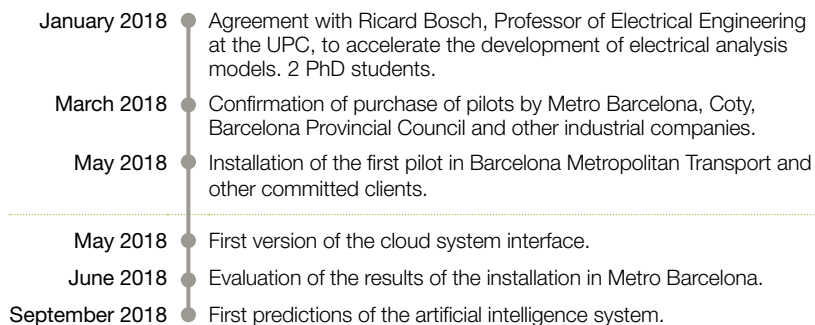 January 2018 Agreement with Ricard Bosch, Professor of Electrical Engineering
at the UPC, to accelerate the development of electrical analysis
models. 2 PhD students.
March 2018 Confirmation of purchase of pilots by Metro Barcelona, Coty,
Barcelona Provincial Council and other industrial companies.
May 2018 Installation of the first pilot in Barcelona Metropolitan Transport and
other committed clients.
May 2018 First version of the cloud system interface.
June 2018 Evaluation of the results of the installation in Metro Barcelona.
September 2018 First predictions of the artificial intelligence system.